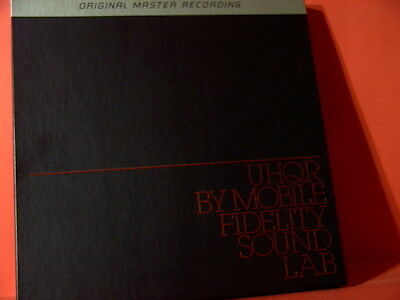 ORIGINAL MASTER RECORDING
UHQR
BY MOBILE
FIDELITY
SOUND
LAB